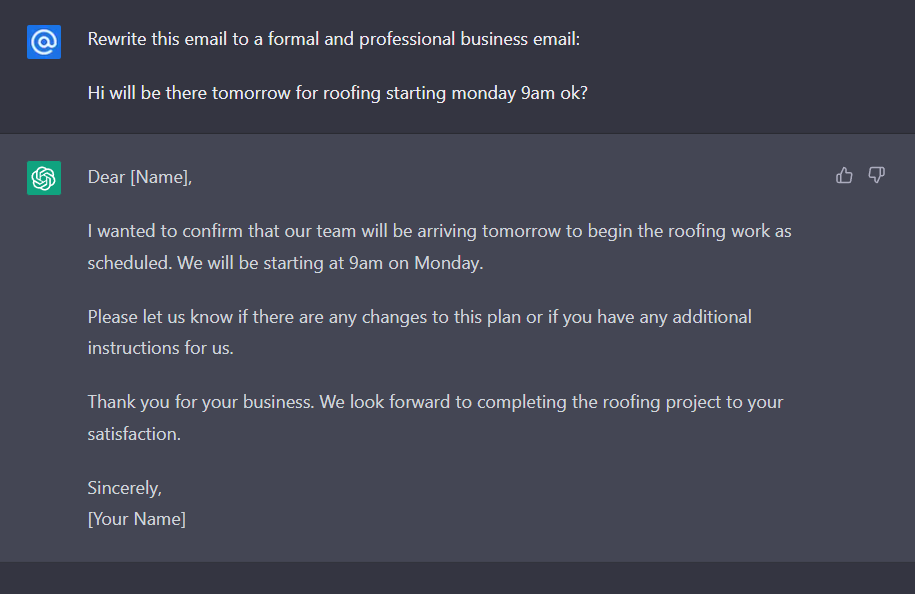 Rewrite this email to a formal and professional business email:
Hi will be there tomorrow for roofing starting monday 9am ok?
Dear [Name],
I wanted to confirm that our team will be arriving tomorrow to begin the roofing work as
scheduled. We will be starting at 9am on Monday.
Please let us know if there are any changes to this plan or if you have any additional
instructions for us.
Thank you for your business. We look forward to completing the roofing project to your
satisfaction.
Sincerely,
[Your Name]